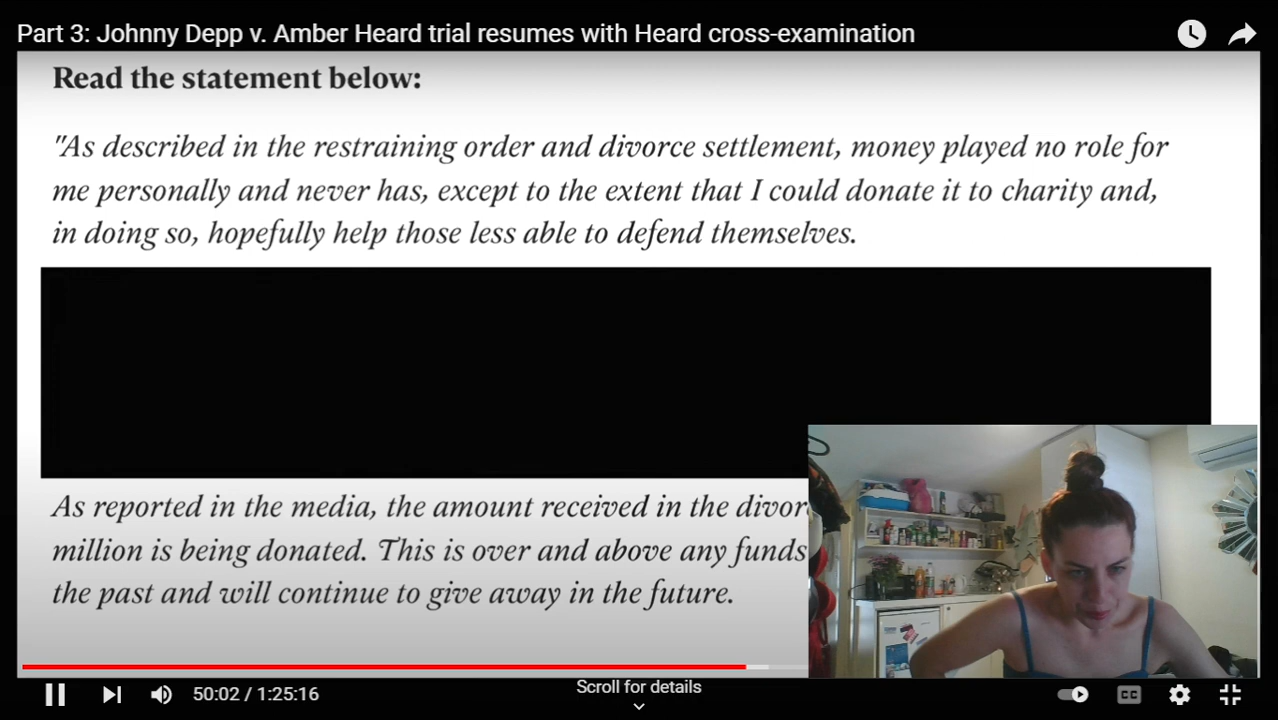 Part 3: Johnny Depp v. Amber Heard trial resumes with Heard cross-examination
Read the statement below:
"As described in the restraining order and divorce settlement, money played no role for
me personally and never has, except to the extent that I could donate it to charity and,
in doing so, hopefully help those less able to defend themselves.
As reported in the media, the amount received in the divor
million is being donated. This is over and above any funds
the past and will continue to give away in the future.
50:02 / 1:25:16
Scroll for details
CC